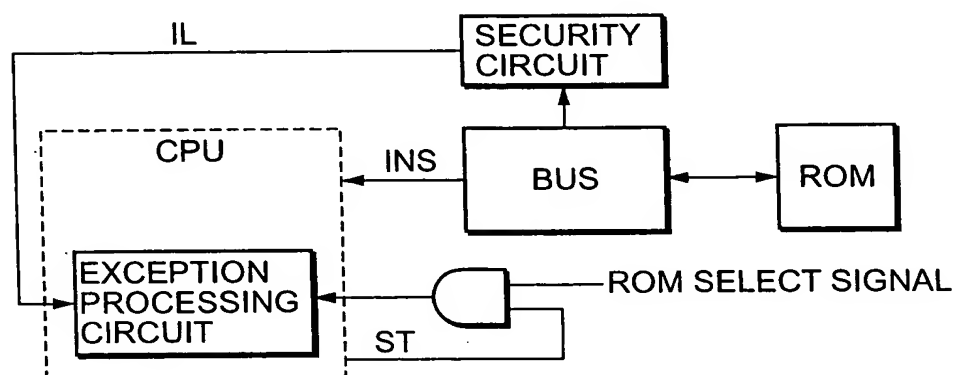 IL
SECURITY
CIRCUIT
CPU
INS
BUS
ROM
EXCEPTION
PROCESSING
CIRCUIT
ROM SELECT SIGNAL
ST